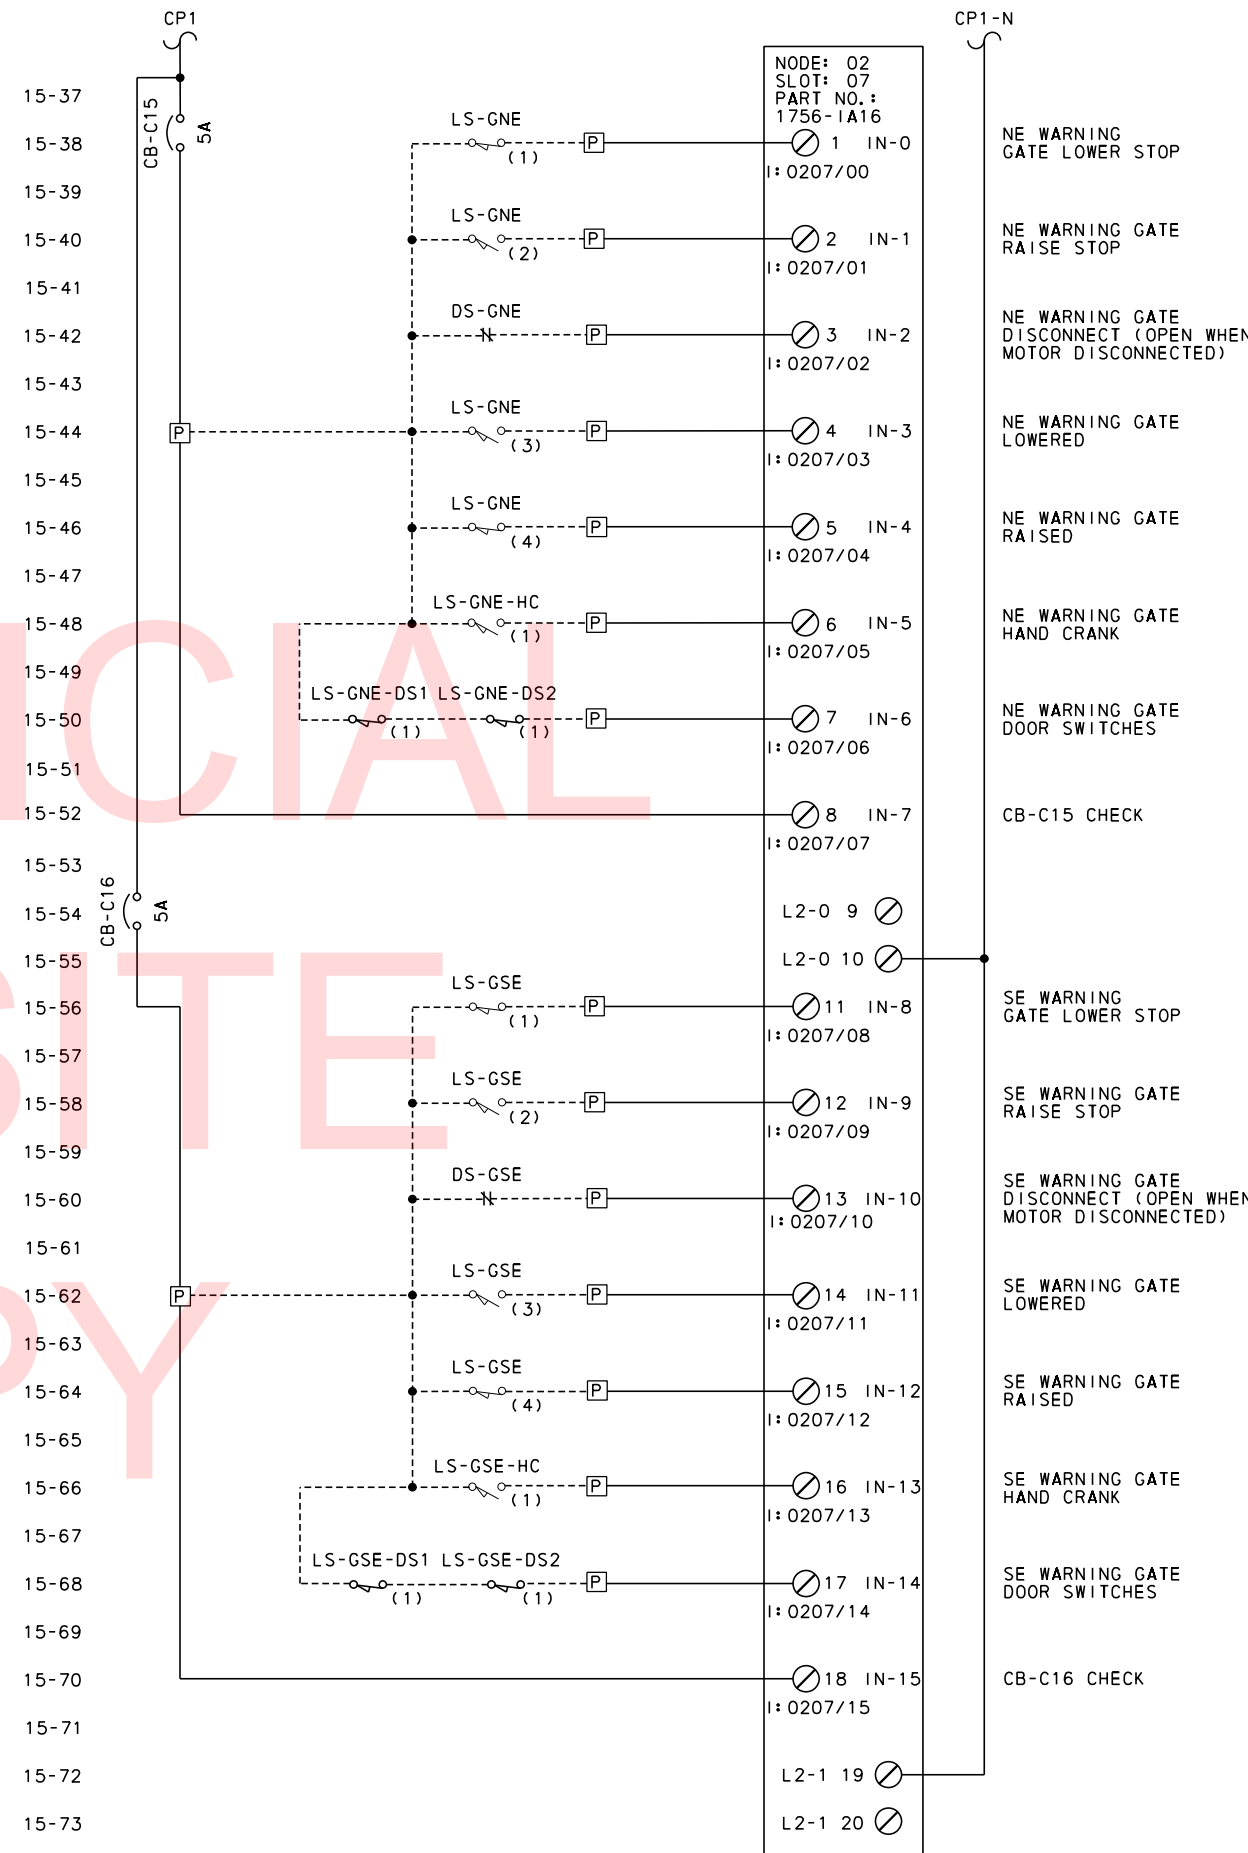 CP1
CP1-N
NODE: 02
SLOT: 07
PART NO.:
1756-IA16
15-37
CB-C15
5A
15-38
LS-GNE
(1)
P
1 IN-0
I:0207/00
NE WARNING
GATE LOWER STOP
15-39
15-40
LS-GNE
(2)
P
2 IN-1
I:0207/01
NE WARNING GATE
RAISE STOP
15-41
15-42
DS-GNE
P
3 IN-2
I:0207/02
NE WARNING GATE
DISCONNECT (OPEN WHEN
MOTOR DISCONNECTED)
15-43
15-44
P
LS-GNE
(3)
P
4 IN-3
I:0207/03
NE WARNING GATE
LOWERED
15-45
15-46
LS-GNE
(4)
P
5 IN-4
I:0207/04
NE WARNING GATE
RAISED
15-47
15-48
LS-GNE-HC
(1)
P
6 IN-5
I:0207/05
NE WARNING GATE
HAND CRANK
15-49
15-50
LS-GNE-DS1 LS-GNE-DS2
(1) (1)
P
7 IN-6
I:0207/06
NE WARNING GATE
DOOR SWITCHES
15-51
15-52
8 IN-7
I:0207/07
CB-C15 CHECK
15-53
CB-C16
5A
15-54
L2-0 9
15-55
L2-0 10
15-56
LS-GSE
(1)
P
11 IN-8
I:0207/08
SE WARNING
GATE LOWER STOP
15-57
15-58
LS-GSE
(2)
P
12 IN-9
I:0207/09
SE WARNING GATE
RAISE STOP
15-59
15-60
DS-GSE
P
13 IN-10
I:0207/10
SE WARNING GATE
DISCONNECT (OPEN WHEN
MOTOR DISCONNECTED)
15-61
15-62
P
LS-GSE
(3)
P
14 IN-11
I:0207/11
SE WARNING GATE
LOWERED
15-63
15-64
LS-GSE
(4)
P
15 IN-12
I:0207/12
SE WARNING GATE
RAISED
15-65
15-66
LS-GSE-HC
(1)
P
16 IN-13
I:0207/13
SE WARNING GATE
HAND CRANK
15-67
15-68
LS-GSE-DS1 LS-GSE-DS2
(1) (1)
P
17 IN-14
I:0207/14
SE WARNING GATE
DOOR SWITCHES
15-69
15-70
18 IN-15
I:0207/15
CB-C16 CHECK
15-71
15-72
L2-1 19
15-73
L2-1 20